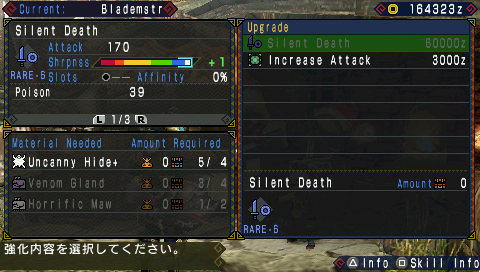 Current: Blademstr
164323z
Silent Death
Attack 170
Shrpnss +1
RARE-6 Slots ●-- Affinity 0%
Poison 39
L 1/3 R
Upgrade
Silent Death 60000z
Increase Attack 3000z
Material Needed Amount Required
Uncanny Hide+ 0 5/ 4
Venom Gland 0 3/ 4
Horrific Maw 0 1/ 2
Silent Death Amount 0
RARE-6
強化内容を選択してください。
△ Info □ Skill Info